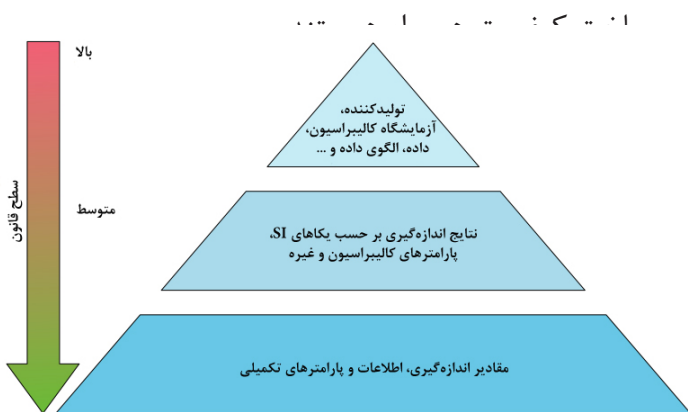 بالا
تولیدکننده،
آزمایشگاه کالیبراسیون،
داده، الگوی داده و ...
سطح قانون
متوسط
نتایج اندازه‌گیری بر حسب یکاهای SI،
پارامترهای کالیبراسیون و غیره
مقادیر اندازه‌گیری، اطلاعات و پارامترهای تکمیلی